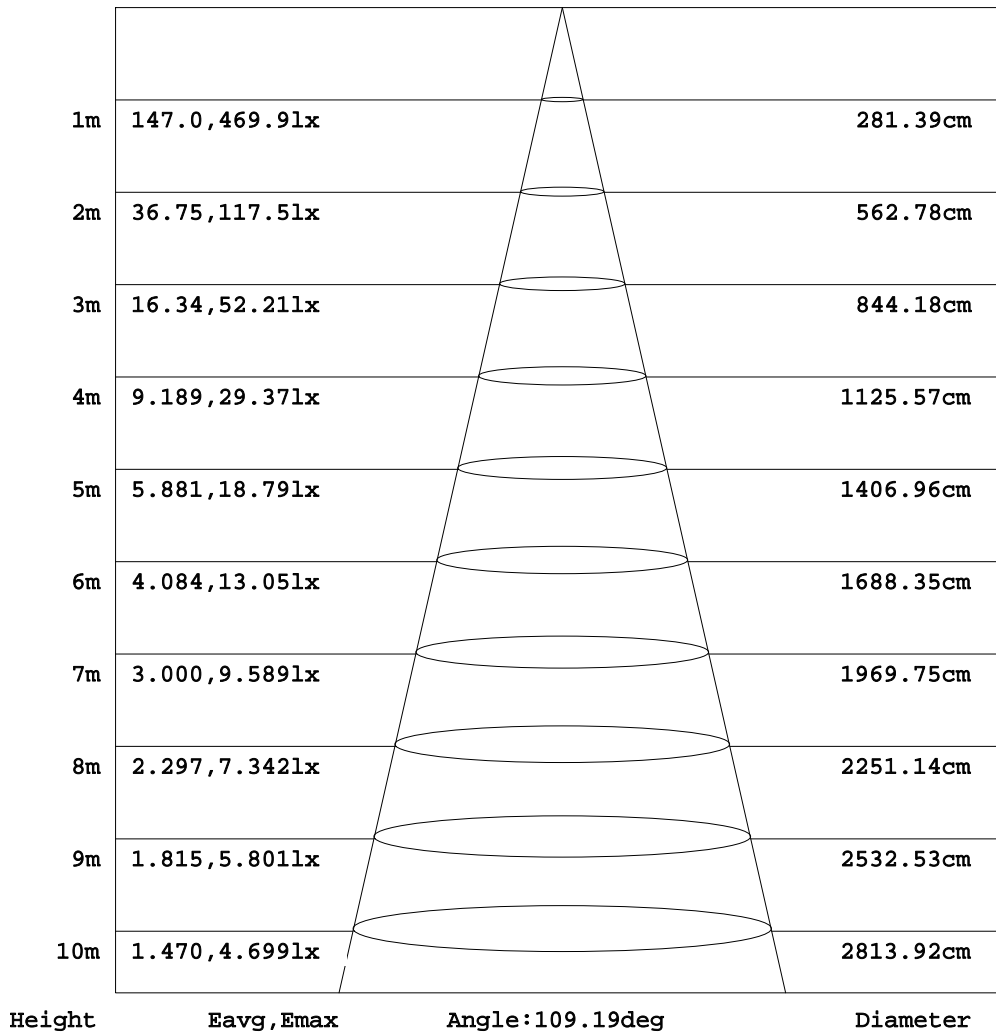 1m 147.0,469.9lx 281.39cm
2m 36.75,117.5lx 562.78cm
3m 16.34,52.21lx 844.18cm
4m 9.189,29.37lx 1125.57cm
5m 5.881,18.79lx 1406.96cm
6m 4.084,13.05lx 1688.35cm
7m 3.000,9.589lx 1969.75cm
8m 2.297,7.342lx 2251.14cm
9m 1.815,5.801lx 2532.53cm
10m 1.470,4.699lx 2813.92cm
Height Eavg,Emax Angle:109.19deg Diameter